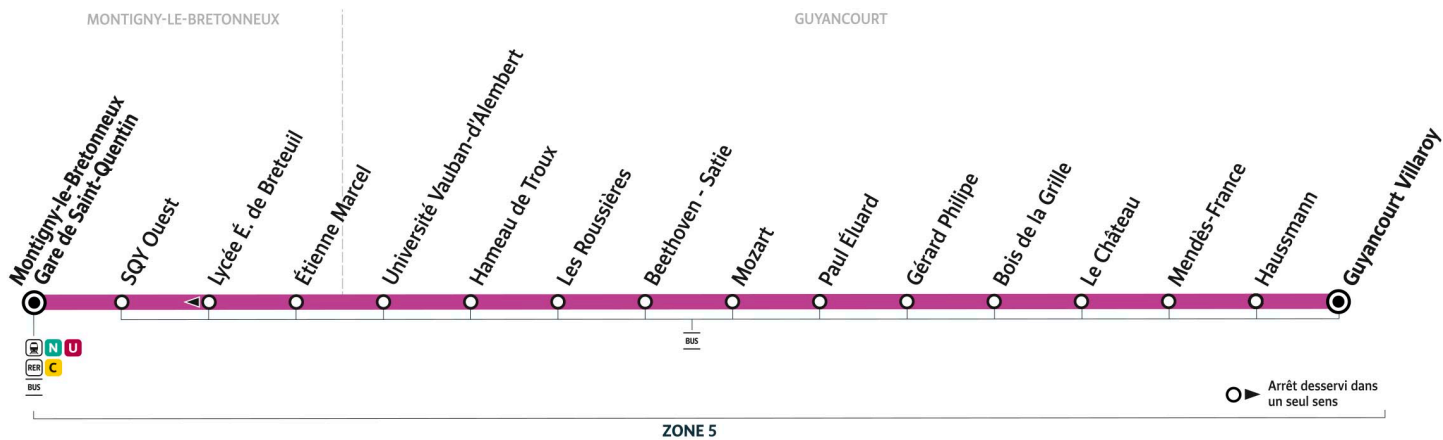 MONTIGNY-LE-BRETONNEUX
GUYANCOURT
Montigny-le-Bretonneux
Gare de Saint-Quentin
SQY Ouest
Lycée É. de Breteuil
Étienne Marcel
Université Vauban-d'Alembert
Hameau de Troux
Les Roussières
Beethoven - Satie
Mozart
Paul Éluard
Gérard Philipe
Bois de la Grille
Le Château
Mendès-France
Haussmann
Guyancourt Villaroy
N U
RER C
BUS
BUS
Arrêt desservi dans
un seul sens
ZONE 5